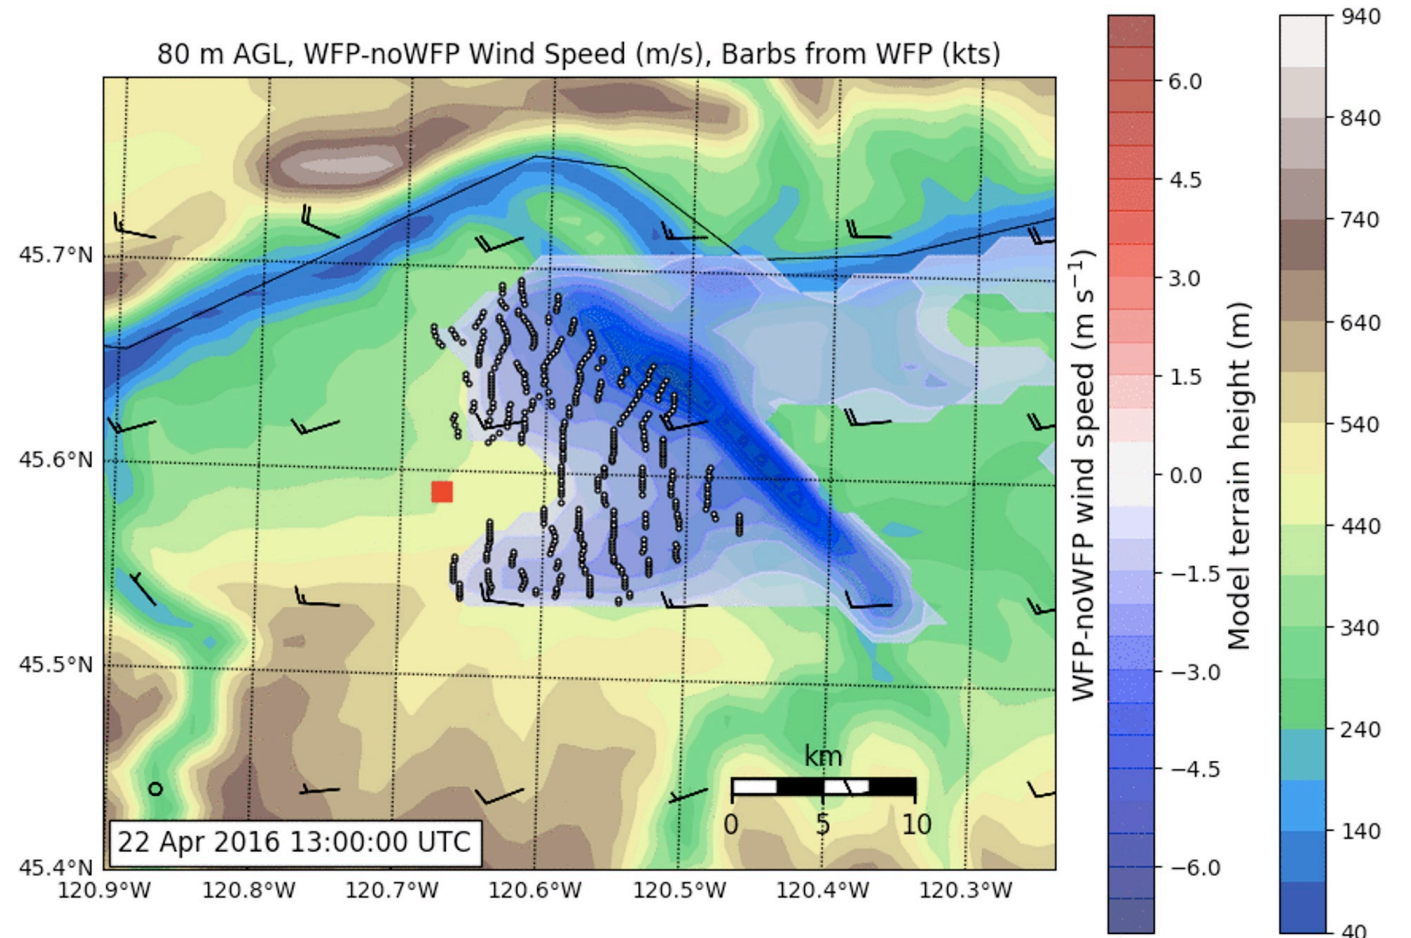 80 m AGL, WFP-noWFP Wind Speed (m/s), Barbs from WFP (kts)
45.7°N
45.6°N
45.5°N
45.4°N
120.9°W
120.8°W
120.7°W
120.6°W
120.5°W
120.4°W
120.3°W
22 Apr 2016 13:00:00 UTC
km
0
5
10
WFP-noWFP wind speed (m s⁻¹)
6.0
4.5
3.0
1.5
0.0
−1.5
−3.0
−4.5
−6.0
Model terrain height (m)
940
840
740
640
540
440
340
240
140
40